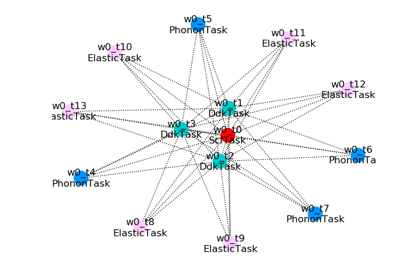 w0_t5
PhononTask
w0_t10
ElasticTask
w0_t11
ElasticTask
w0_t12
ElasticTask
w0_t13
lasticTask
w0_t1
DdkTask
w0_t3
DdkTask
w0_t0
ScfTask
w0_t2
DdkTask
w0_t6
PhononTa
w0_t4
PhononTask
w0_t7
PhononTask
w0_t8
ElasticTask
w0_t9
ElasticTask